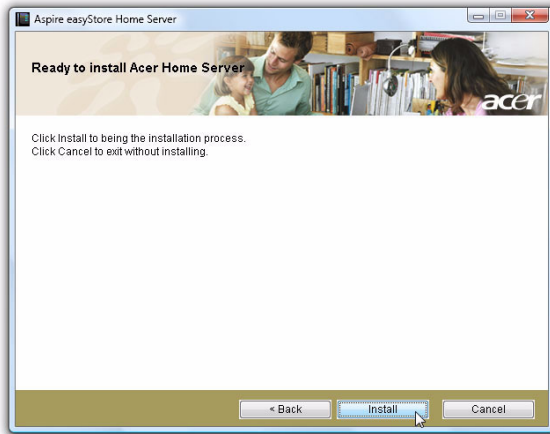 Aspire easyStore Home Server
Ready to install Acer Home Server
acer
Click Install to being the installation process.
Click Cancel to exit without installing.
< Back
Install
Cancel